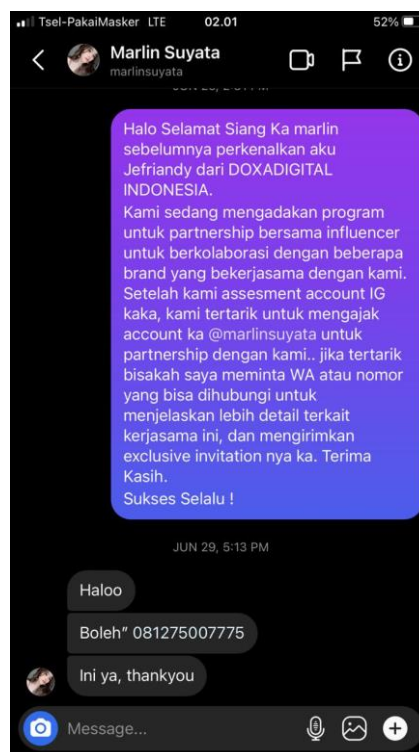 Tsel-PakaiMasker LTE 02.01 52%
Marlin Suyata
marlinsuyata
Halo Selamat Siang Ka marlin
sebelumnya perkenalkan aku
Jefriandy dari DOXADIGITAL
INDONESIA.
Kami sedang mengadakan program
untuk partnership bersama influencer
untuk berkolaborasi dengan beberapa
brand yang bekerjasama dengan kami.
Setelah kami assesment account IG
kaka, kami tertarik untuk mengajak
account ka @marlinsuyata untuk
partnership dengan kami.. jika tertarik
bisakah saya meminta WA atau nomor
yang bisa dihubungi untuk
menjelaskan lebih detail terkait
kerjasama ini, dan mengirimkan
exclusive invitation nya ka. Terima
Kasih.
Sukses Selalu !
JUN 29, 5:13 PM
Haloo
Boleh” 081275007775
Ini ya, thankyou
Message...